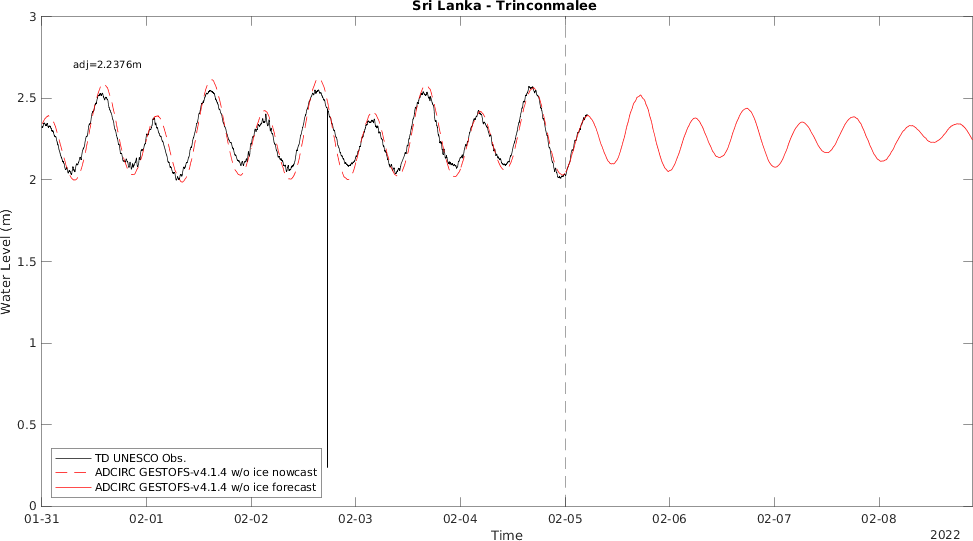 Sri Lanka - Trinconmalee
adj=2.2376m
3
2.5
2
1.5
1
0.5
0
Water Level (m)
TD UNESCO Obs.
ADCIRC GESTOFS-v4.1.4 w/o ice nowcast
ADCIRC GESTOFS-v4.1.4 w/o ice forecast
01-31 02-01 02-02 02-03 02-04 02-05 02-06 02-07 02-08
Time
2022